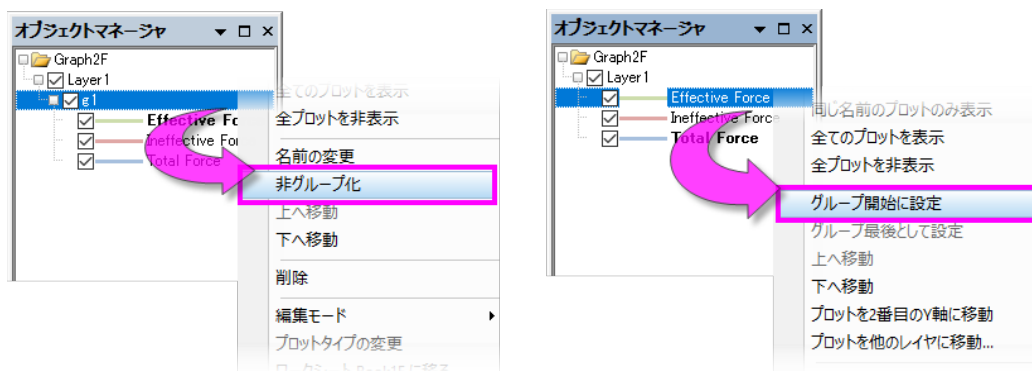 オブジェクトマネージャ
Graph2F
Layer1
g1
Effective Fo
Ineffective For
Total Force
全てのプロットを表示
全プロットを非表示
名前の変更
非グループ化
上へ移動
下へ移動
削除
編集モード
プロットタイプの変更
オブジェクトマネージャ
Graph2F
Layer1
Effective Force
Ineffective Force
Total Force
同じ名前のプロットのみ表示
全てのプロットを表示
全プロットを非表示
グループ開始に設定
グループ最後として設定
上へ移動
下へ移動
プロットを2番目のY軸に移動
プロットを他のレイヤに移動...